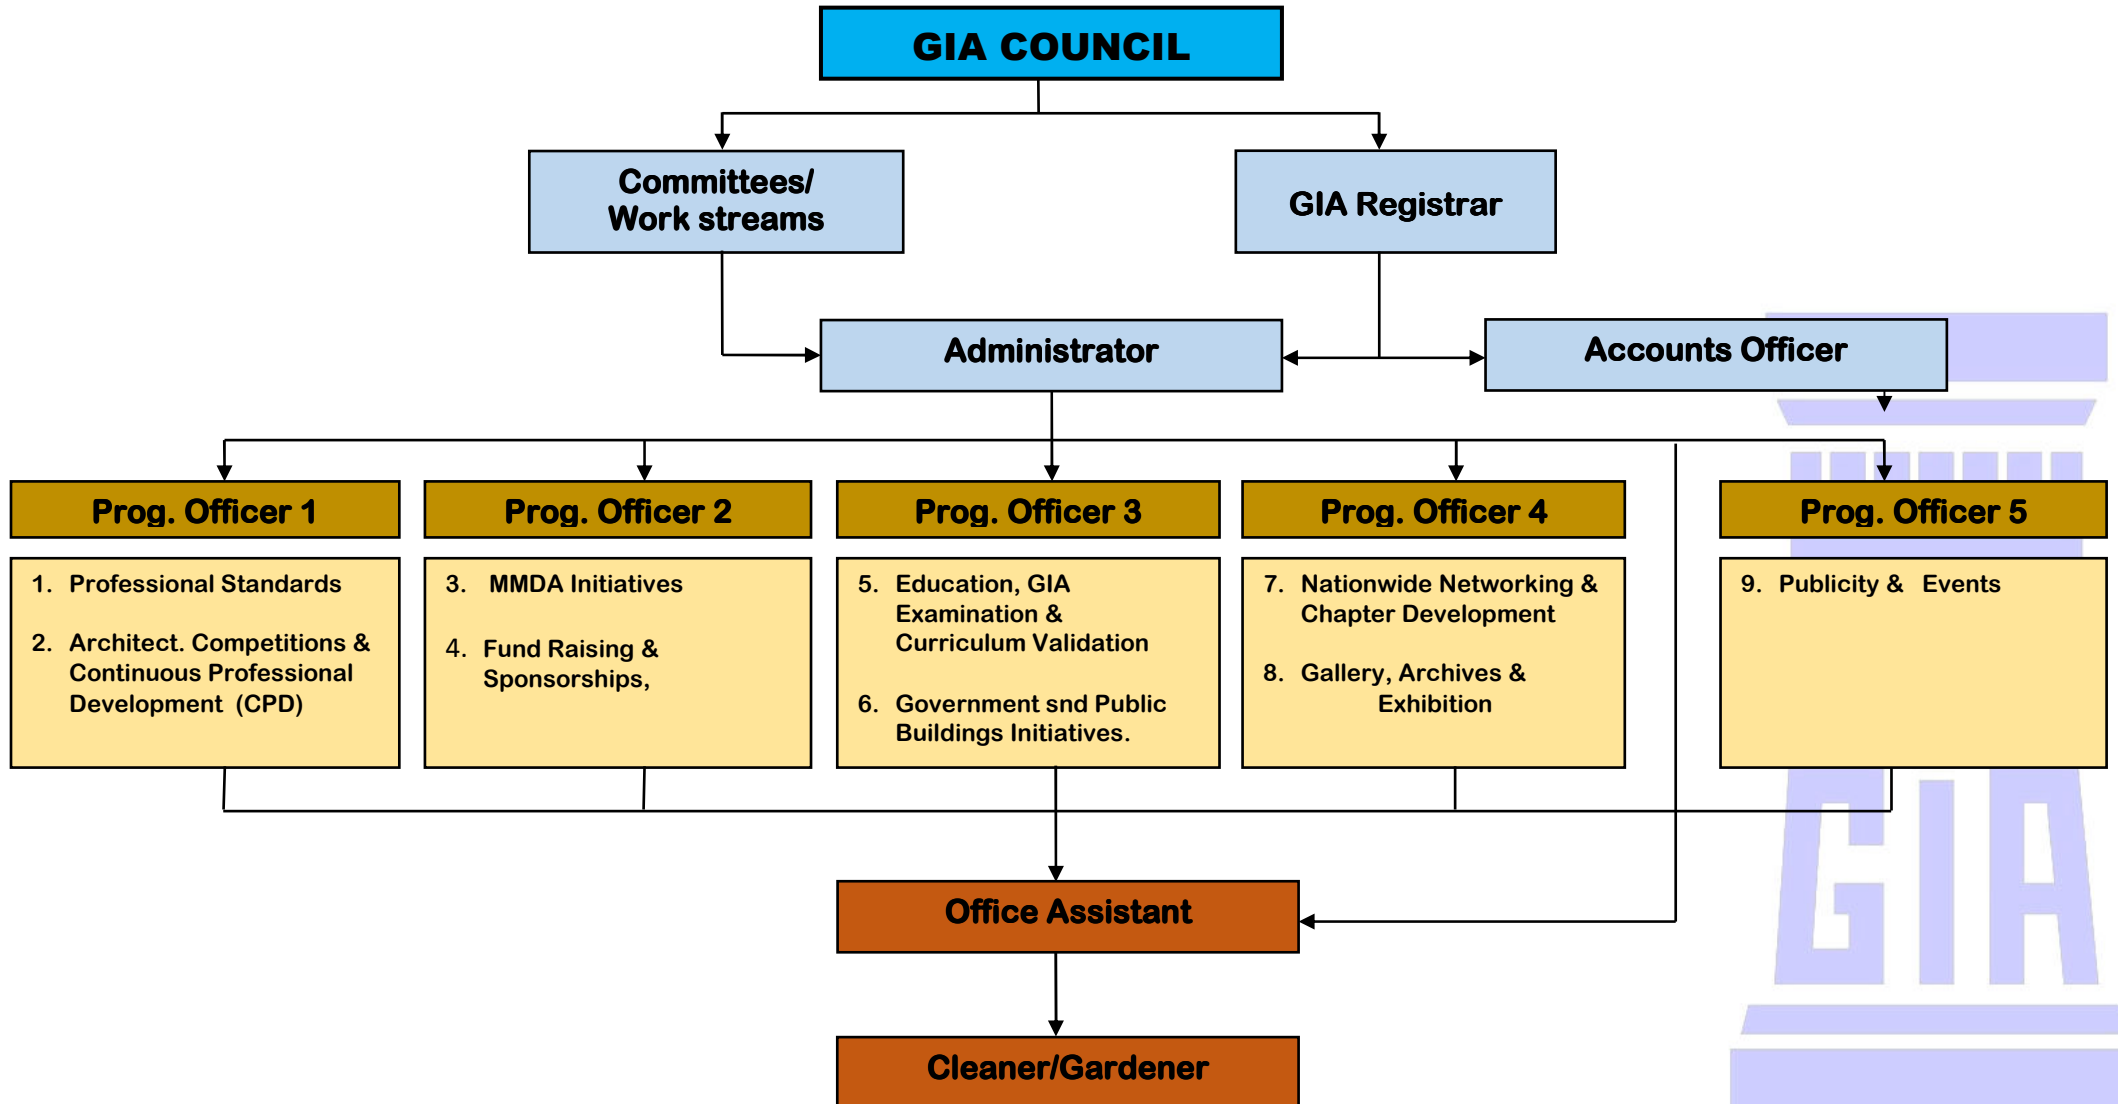 GIA COUNCIL
Committees/
Work streams
GIA Registrar
Administrator
Accounts Officer
Prog. Officer 1
Prog. Officer 2
Prog. Officer 3
Prog. Officer 4
Prog. Officer 5
1. Professional Standards
2. Architect. Competitions &
Continuous Professional
Development (CPD)
3. MMDA Initiatives
4. Fund Raising &
Sponsorships,
5. Education, GIA
Examination &
Curriculum Validation
6. Government snd Public
Buildings Initiatives.
7. Nationwide Networking &
Chapter Development
8. Gallery, Archives &
Exhibition
9. Publicity & Events
Office Assistant
Cleaner/Gardener
GIA